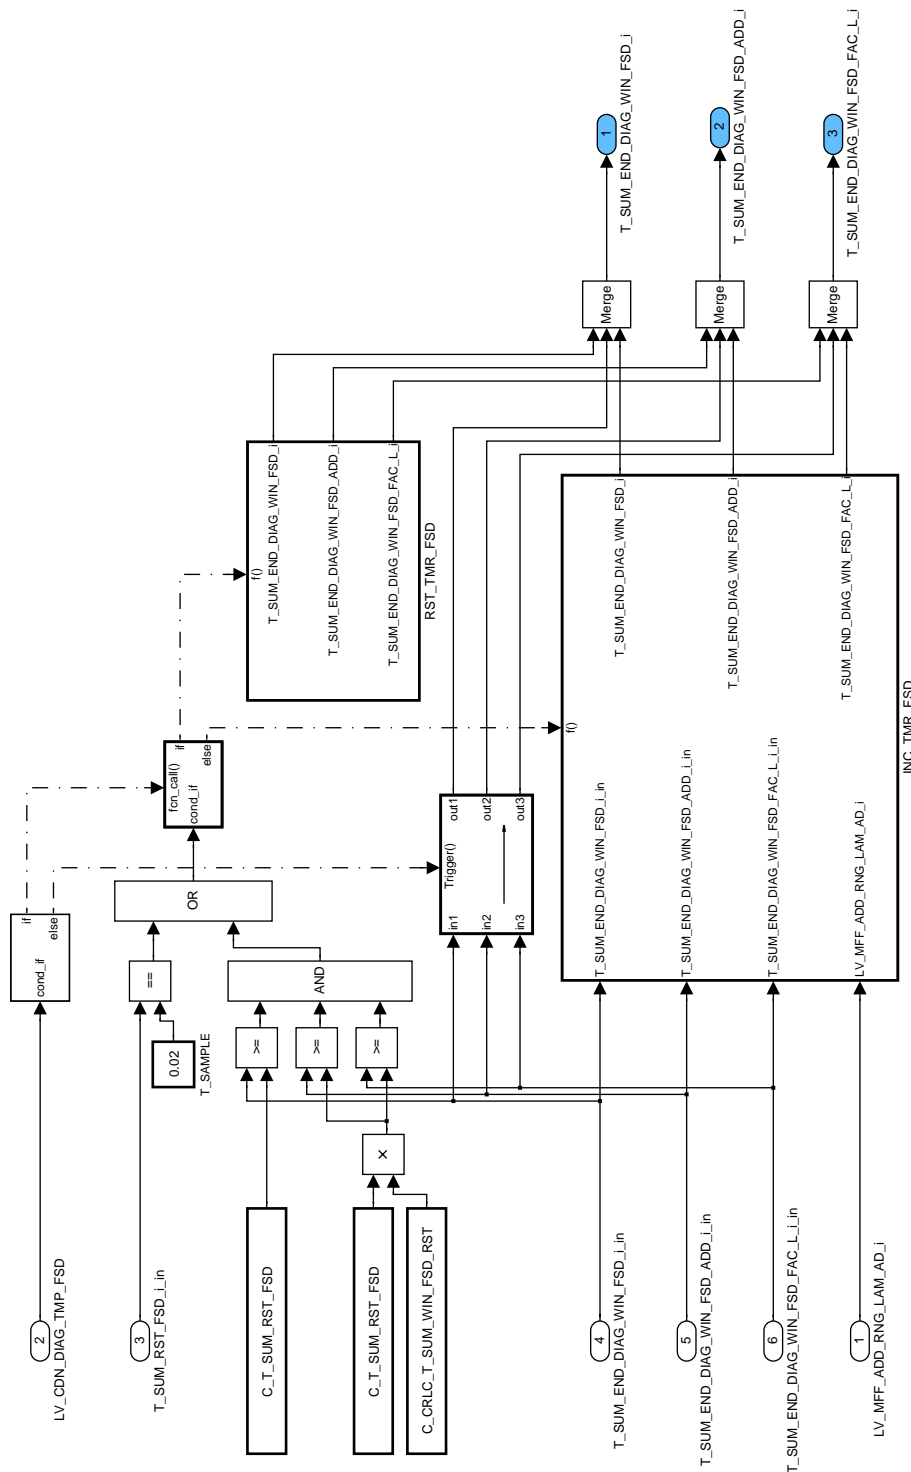 2
LV_CDN_DIAG_TMP_FSD
cond_if
if
else
fcn_call()
cond_if
if
else
3
T_SUM_RST_FSD_i_in
==
0.02
T_SAMPLE
OR
f()
T_SUM_END_DIAG_WIN_FSD_i
T_SUM_END_DIAG_WIN_FSD_ADD_i
T_SUM_END_DIAG_WIN_FSD_FAC_L_i
RST_TMR_FSD
C_T_SUM_RST_FSD
>=
>=
>=
AND
C_T_SUM_RST_FSD
C_CRLC_T_SUM_WIN_FSD_RST
×
Trigger()
in1
in2
in3
out1
out2
out3
4
T_SUM_END_DIAG_WIN_FSD_i_in
5
T_SUM_END_DIAG_WIN_FSD_ADD_i_in
6
T_SUM_END_DIAG_WIN_FSD_FAC_L_i_in
1
LV_MFF_ADD_RNG_LAM_AD_i
f()
T_SUM_END_DIAG_WIN_FSD_i_in
T_SUM_END_DIAG_WIN_FSD_ADD_i_in
T_SUM_END_DIAG_WIN_FSD_FAC_L_i_in
LV_MFF_ADD_RNG_LAM_AD_i
T_SUM_END_DIAG_WIN_FSD_i
T_SUM_END_DIAG_WIN_FSD_ADD_i
T_SUM_END_DIAG_WIN_FSD_FAC_L_i
INC_TMR_FSD
Merge
1
T_SUM_END_DIAG_WIN_FSD_i
Merge
2
T_SUM_END_DIAG_WIN_FSD_ADD_i
Merge
3
T_SUM_END_DIAG_WIN_FSD_FAC_L_i